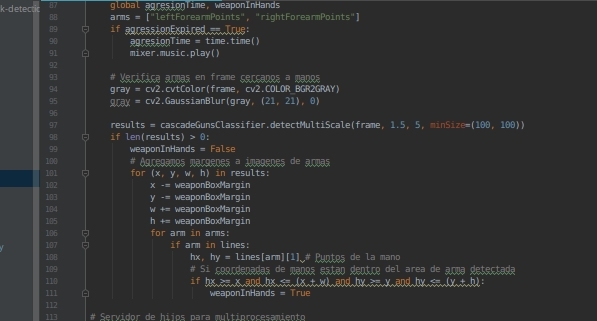 k-detectic
87 global agresionTime, weaponInHands
88 arms = ["leftForearmPoints", "rightForearmPoints"]
89 if agressionExpired == True:
90 agresionTime = time.time()
91 mixer.music.play()
92
93 # Verifica armas en frame cercanos a manos
94 gray = cv2.cvtColor(frame, cv2.COLOR_BGR2GRAY)
95 gray = cv2.GaussianBlur(gray, (21, 21), 0)
96
97 results = cascadeGunsClassifier.detectMultiScale(frame, 1.5, 5, minSize=(100, 100))
98 if len(results) > 0:
99 weaponInHands = False
100 # Agregamos margenes a imagenes de armas
101 for (x, y, w, h) in results:
102 x -= weaponBoxMargin
103 y -= weaponBoxMargin
104 w += weaponBoxMargin
105 h += weaponBoxMargin
106 for arm in arms:
107 if arm in lines:
108 hx, hy = lines[arm][1] # Puntos de la mano
109 # Si coordenadas de manos estan dentro del area de arma detectada
110 if hx >= x and hx <= (x + w) and hy >= y and hy <= (y + h):
111 weaponInHands = True
112
113 # Servidor de hijos para multiprocesamiento